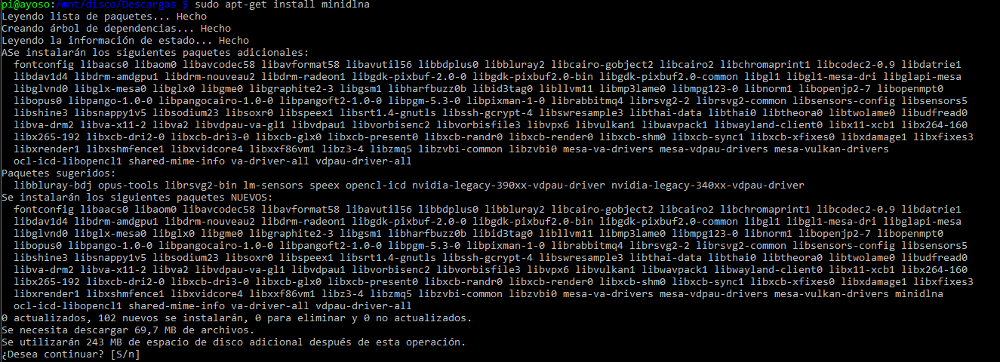 pi@ayoso:/mnt/disco/Descargas $ sudo apt-get install minidlna
Leyendo lista de paquetes... Hecho
Creando árbol de dependencias... Hecho
Leyendo la información de estado... Hecho
ASe instalarán los siguientes paquetes adicionales:
  fontconfig libaacs0 libaom0 libavcodec58 libavformat58 libavutil56 libbdplus0 libbluray2 libcairo-gobject2 libcairo2 libchromaprint1 libcodec2-0.9 libdatrie1
  libdav1d4 libdrm-amdgpu1 libdrm-nouveau2 libdrm-radeon1 libgdk-pixbuf-2.0-0 libgdk-pixbuf2.0-bin libgdk-pixbuf2.0-common libgl1 libgl1-mesa-dri libglapi-mesa
  libglvnd0 libglx-mesa0 libglx0 libgme0 libgraphite2-3 libgsm1 libharfbuzz0b libid3tag0 libllvm11 libmp3lame0 libmpg123-0 libnorm1 libopenjp2-7 libopenmpt0
  libopus0 libpango-1.0-0 libpangocairo-1.0-0 libpangoft2-1.0-0 libpgm-5.3-0 libpixman-1-0 librabbitmq4 librsvg2-2 librsvg2-common libsensors-config libsensors5
  libshine3 libsnappy1v5 libsodium23 libsoxr0 libspeex1 libsrt1.4-gnutls libssh-gcrypt-4 libswresample3 libthai-data libthai0 libtheora0 libtwolame0 libudfread0
  libva-drm2 libva-x11-2 libva2 libvdpau-va-gl1 libvdpau1 libvorbisenc2 libvorbisfile3 libvpx6 libvulkan1 libwavpack1 libwayland-client0 libx11-xcb1 libx264-160
  libx265-192 libxcb-dri2-0 libxcb-dri3-0 libxcb-glx0 libxcb-present0 libxcb-randr0 libxcb-render0 libxcb-shm0 libxcb-sync1 libxcb-xfixes0 libxdamage1 libxfixes3
  libxrender1 libxshmfence1 libxvidcore4 libxxf86vm1 libz3-4 libzmq5 libzvbi-common libzvbi0 mesa-va-drivers mesa-vdpau-drivers mesa-vulkan-drivers
  ocl-icd-libopencl1 shared-mime-info va-driver-all vdpau-driver-all
Paquetes sugeridos:
  libbluray-bdj opus-tools librsvg2-bin lm-sensors speex opencl-icd nvidia-legacy-390xx-vdpau-driver nvidia-legacy-340xx-vdpau-driver
Se instalarán los siguientes paquetes NUEVOS:
  fontconfig libaacs0 libaom0 libavcodec58 libavformat58 libavutil56 libbdplus0 libbluray2 libcairo-gobject2 libcairo2 libchromaprint1 libcodec2-0.9 libdatrie1
  libdav1d4 libdrm-amdgpu1 libdrm-nouveau2 libdrm-radeon1 libgdk-pixbuf-2.0-0 libgdk-pixbuf2.0-bin libgdk-pixbuf2.0-common libgl1 libgl1-mesa-dri libglapi-mesa
  libglvnd0 libglx-mesa0 libglx0 libgme0 libgraphite2-3 libgsm1 libharfbuzz0b libid3tag0 libllvm11 libmp3lame0 libmpg123-0 libnorm1 libopenjp2-7 libopenmpt0
  libopus0 libpango-1.0-0 libpangocairo-1.0-0 libpangoft2-1.0-0 libpgm-5.3-0 libpixman-1-0 librabbitmq4 librsvg2-2 librsvg2-common libsensors-config libsensors5
  libshine3 libsnappy1v5 libsodium23 libsoxr0 libspeex1 libsrt1.4-gnutls libssh-gcrypt-4 libswresample3 libthai-data libthai0 libtheora0 libtwolame0 libudfread0
  libva-drm2 libva-x11-2 libva2 libvdpau-va-gl1 libvdpau1 libvorbisenc2 libvorbisfile3 libvpx6 libvulkan1 libwavpack1 libwayland-client0 libx11-xcb1 libx264-160
  libx265-192 libxcb-dri2-0 libxcb-dri3-0 libxcb-glx0 libxcb-present0 libxcb-randr0 libxcb-render0 libxcb-shm0 libxcb-sync1 libxcb-xfixes0 libxdamage1 libxfixes3
  libxrender1 libxshmfence1 libxvidcore4 libxxf86vm1 libz3-4 libzmq5 libzvbi-common libzvbi0 mesa-va-drivers mesa-vdpau-drivers mesa-vulkan-drivers minidlna
  ocl-icd-libopencl1 shared-mime-info va-driver-all vdpau-driver-all
0 actualizados, 102 nuevos se instalarán, 0 para eliminar y 0 no actualizados.
Se necesita descargar 69,7 MB de archivos.
Se utilizarán 243 MB de espacio de disco adicional después de esta operación.
¿Desea continuar? [S/n]